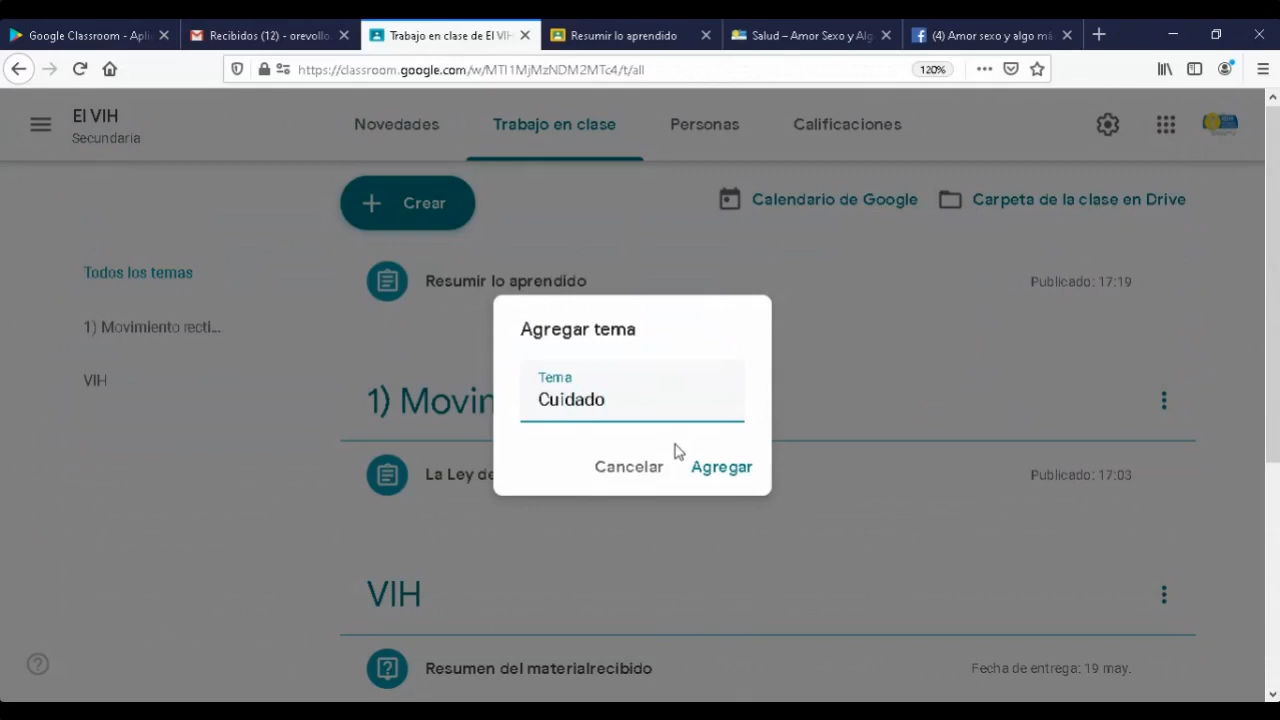 Google Classroom - Apli
Recibidos (12) - orevollo.
Trabajo en clase de El VIH
Resumir lo aprendido
Salud – Amor Sexo y Alg
(4) Amor sexo y algo má
https://classroom.google.com/w/MTI1MjMzNDM2MTc4/t/all
120%
El VIH
Secundaria
Novedades
Trabajo en clase
Personas
Calificaciones
Crear
Calendario de Google
Carpeta de la clase en Drive
Todos los temas
1) Movimiento recti...
VIH
Resumir lo aprendido
Publicado: 17:19
Agregar tema
Tema
Cuidado
Cancelar
Agregar
1) Movin
La Ley de
Publicado: 17:03
VIH
Resumen del materialrecibido
Fecha de entrega: 19 may.